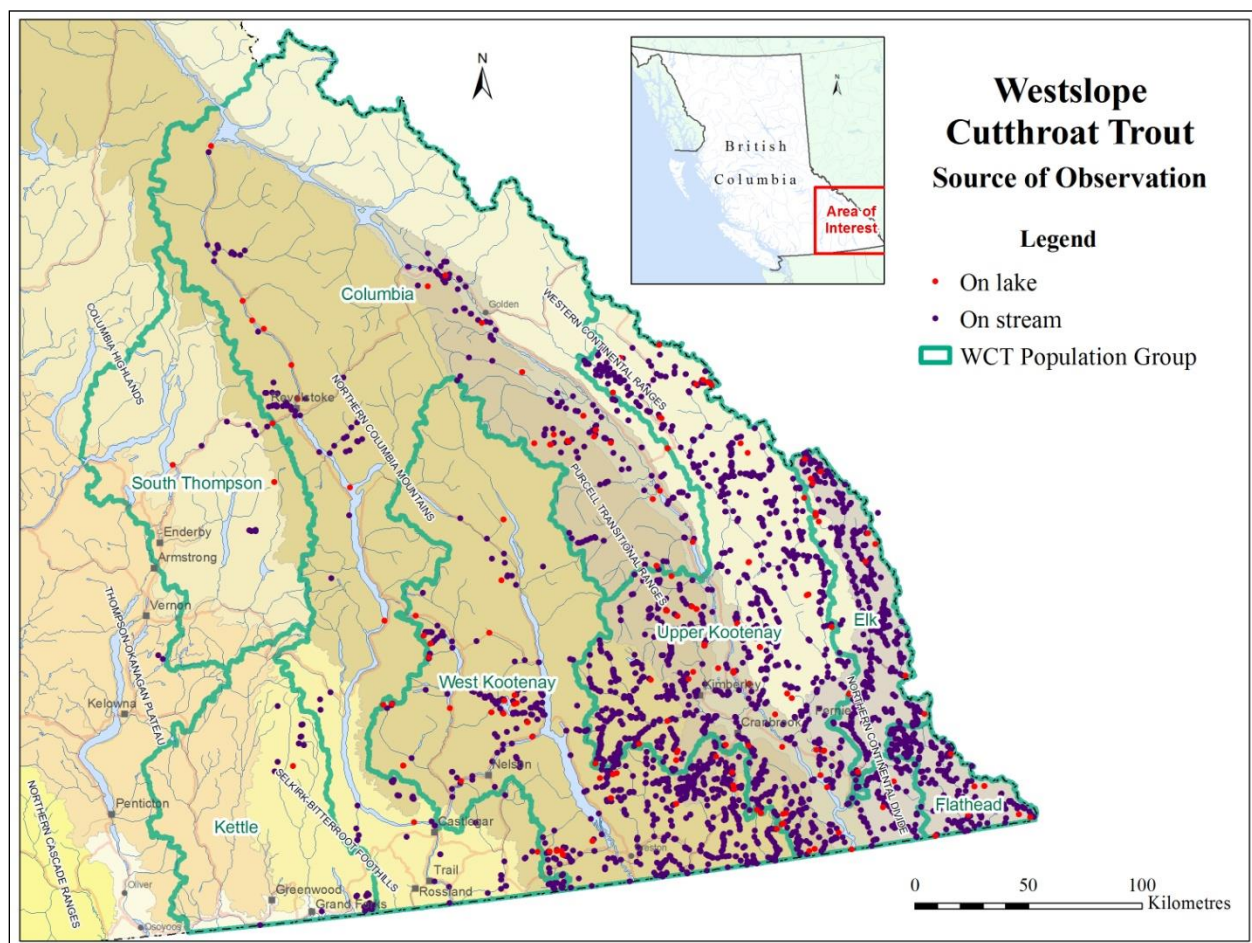 Westslope
Cutthroat Trout
Source of Observation
Legend
On lake
On stream
WCT Population Group
N
N
British
Columbia
Area of
Interest
COLUMBIA HIGHLANDS
Columbia
Golden
WESTERN CONTINENTAL RANGES
Revelstoke
NORTHERN COLUMBIA MOUNTAINS
South Thompson
PURCELL TRANSITIONAL RANGES
Enderby
Armstrong
Vernon
THOMPSON-OKANAGAN PLATEAU
Upper Kootenay
Elk
West Kootenay
Kimberley
Kelowna
NORTHERN CONTINENTAL DIVIDE
Fernie
Cranbrook
Nelson
SELKIRK-BITTERROOT FOOTHILLS
Penticton
Kettle
Castlegar
Flathead
NORTHERN CASCADE RANGES
Creston
Trail
Rossland
Oliver
Greenwood
Grand Forks
Osoyoos
0 50 100
Kilometres